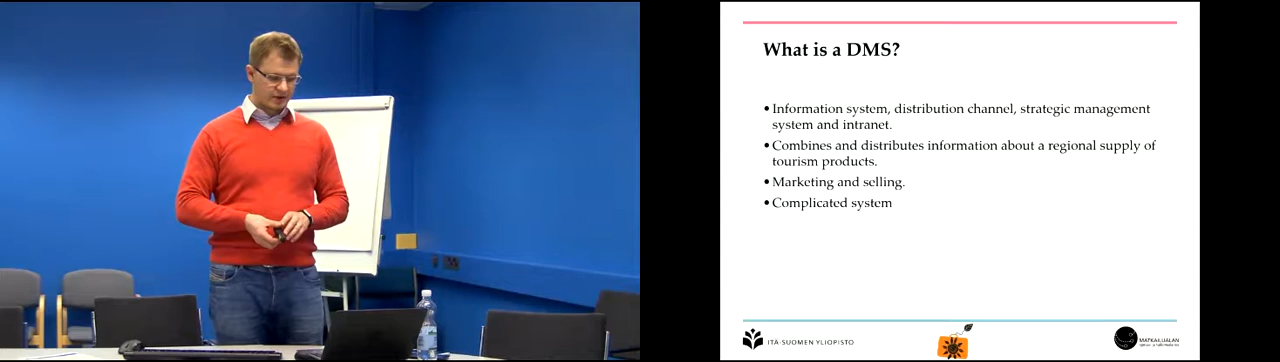 What is a DMS?
• Information system, distribution channel, strategic management
system and intranet.
• Combines and distributes information about a regional supply of
tourism products.
• Marketing and selling.
• Complicated system
ITÄ-SUOMEN YLIOPISTO
MATKAILUALAN